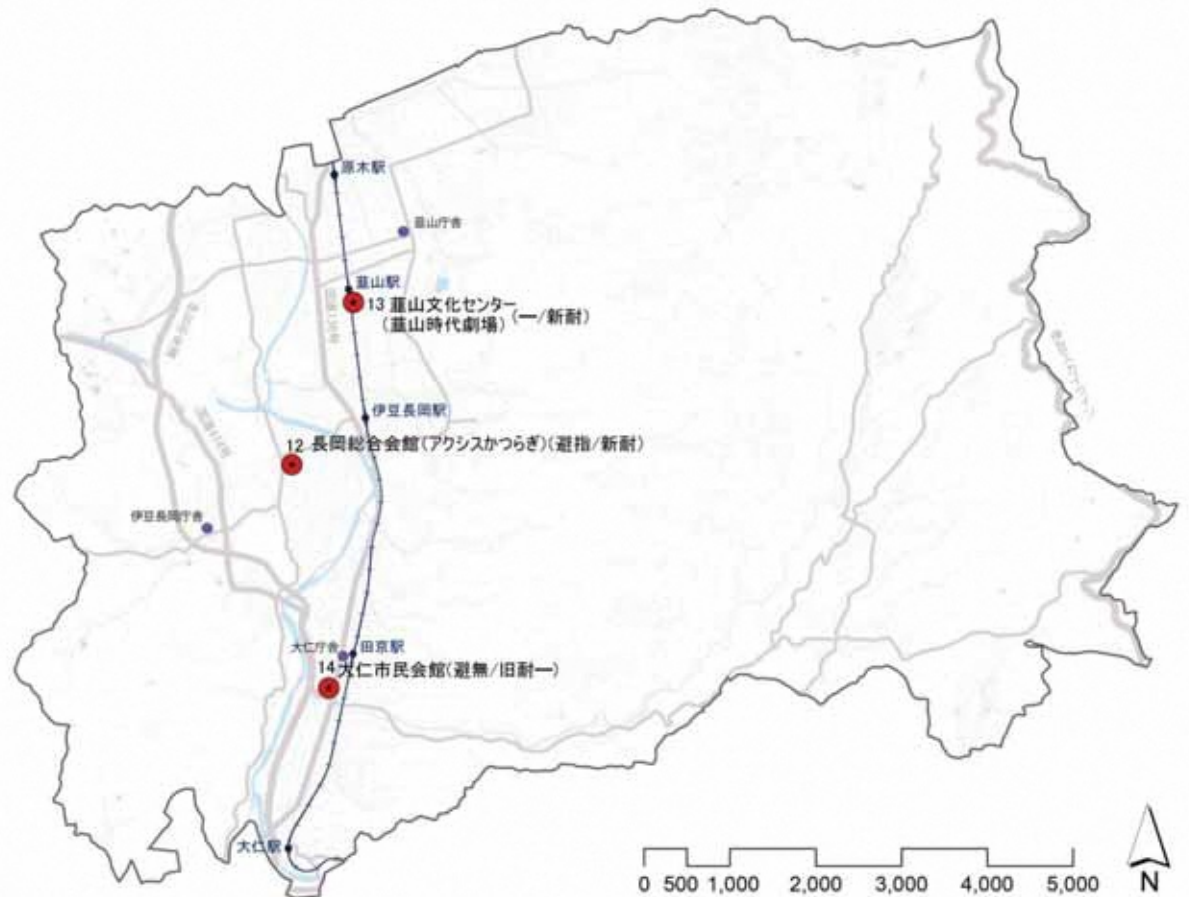 原木駅
韮山庁舎
韮山駅
13 韮山文化センター
(韮山時代劇場)
(ー/新耐)
伊豆長岡駅
12 長岡総合会館(アクシスかつらぎ)(避指/新耐)
伊豆長岡庁舎
大仁庁舎
田京駅
14 大仁市民会館(避無/旧耐ー)
大仁駅
0 500 1,000 2,000 3,000 4,000 5,000
N